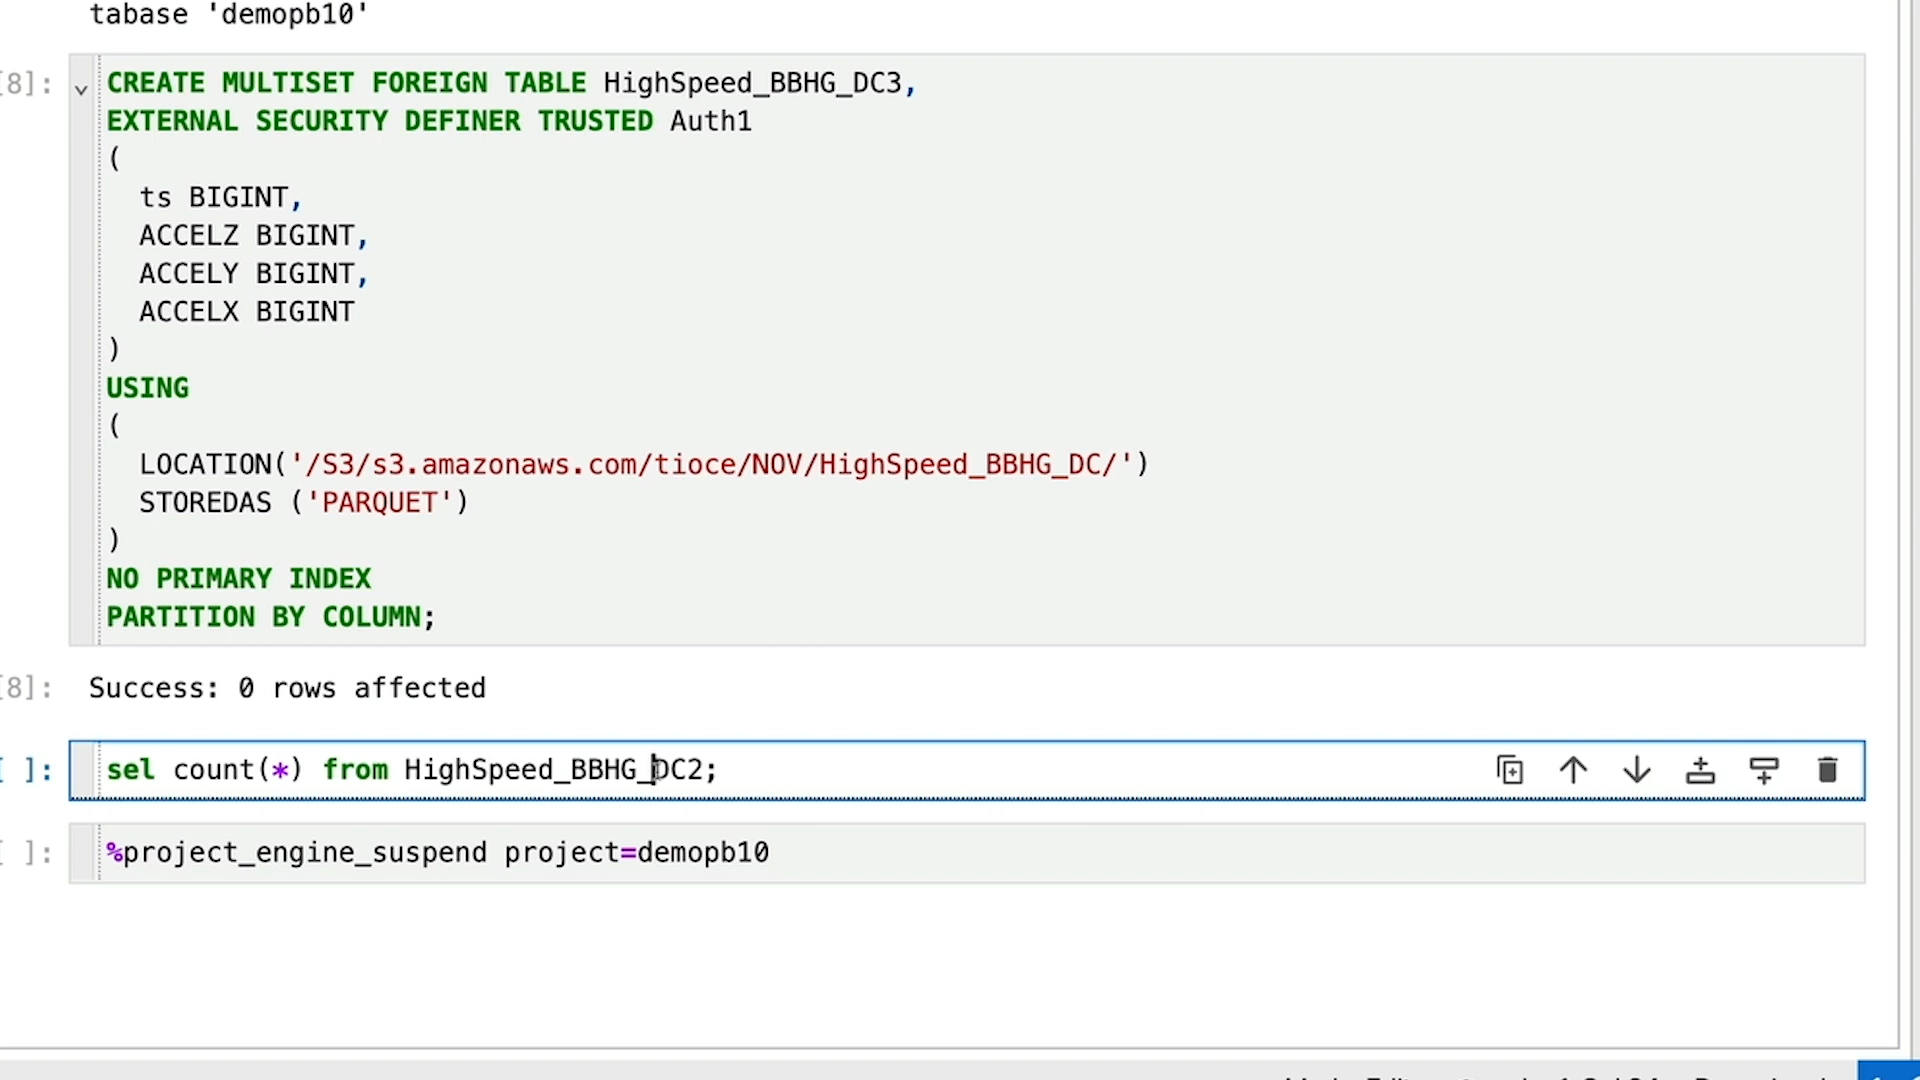 tabase 'demopb10'
[8]:
CREATE MULTISET FOREIGN TABLE HighSpeed_BBHG_DC3,
EXTERNAL SECURITY DEFINER TRUSTED Auth1
(
ts BIGINT,
ACCELZ BIGINT,
ACCELY BIGINT,
ACCELX BIGINT
)
USING
(
LOCATION('/S3/s3.amazonaws.com/tioce/NOV/HighSpeed_BBHG_DC/')
STOREDAS ('PARQUET')
)
NO PRIMARY INDEX
PARTITION BY COLUMN;
[8]: Success: 0 rows affected
[ ]: sel count(*) from HighSpeed_BBHG_DC2;
[ ]: %project_engine_suspend project=demopb10